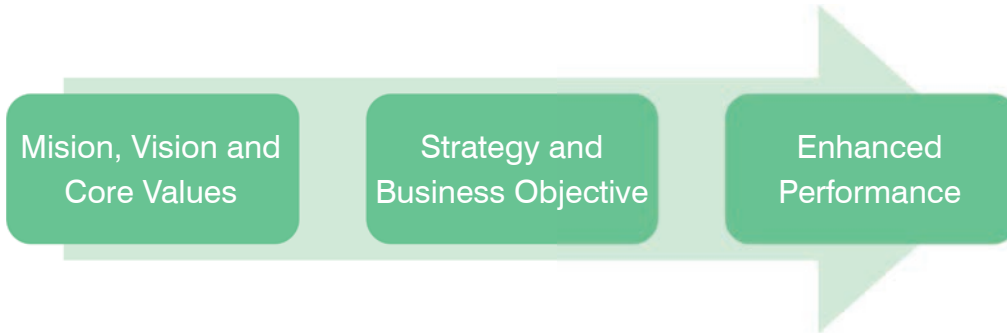 Mision, Vision and
Core Values
Strategy and
Business Objective
Enhanced
Performance